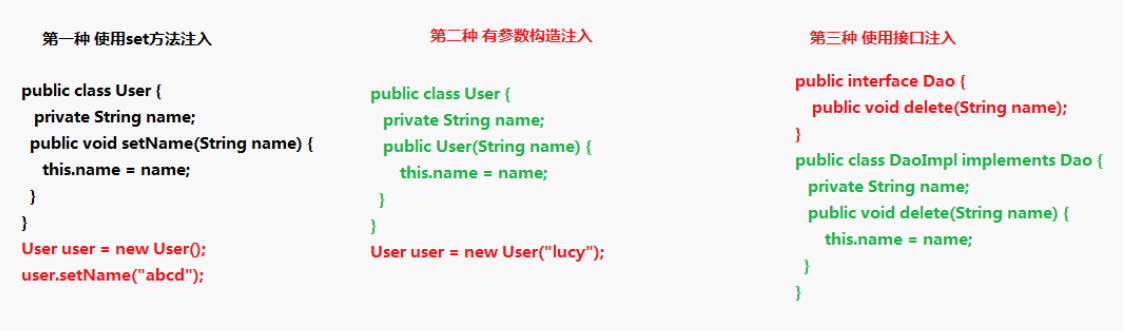 第一种 使用set方法注入
public class User {
private String name;
public void setName(String name) {
this.name = name;
}
}
User user = new User();
user.setName("abcd");
第二种 有参数构造注入
public class User {
private String name;
public User(String name) {
this.name = name;
}
}
User user = new User("lucy");
第三种 使用接口注入
public interface Dao {
public void delete(String name);
}
public class DaoImpl implements Dao {
private String name;
public void delete(String name) {
this.name = name;
}
}